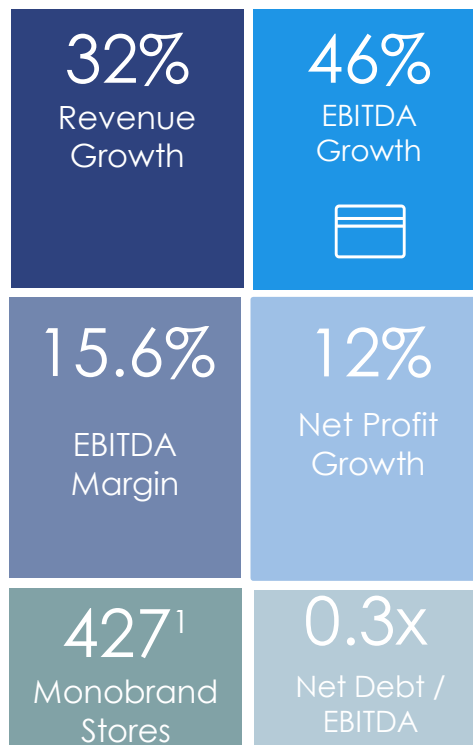 32%
Revenue
Growth
46%
EBITDA
Growth
15.6%
EBITDA
Margin
12%
Net Profit
Growth
427¹
Monobrand
Stores
0.3x
Net Debt /
EBITDA